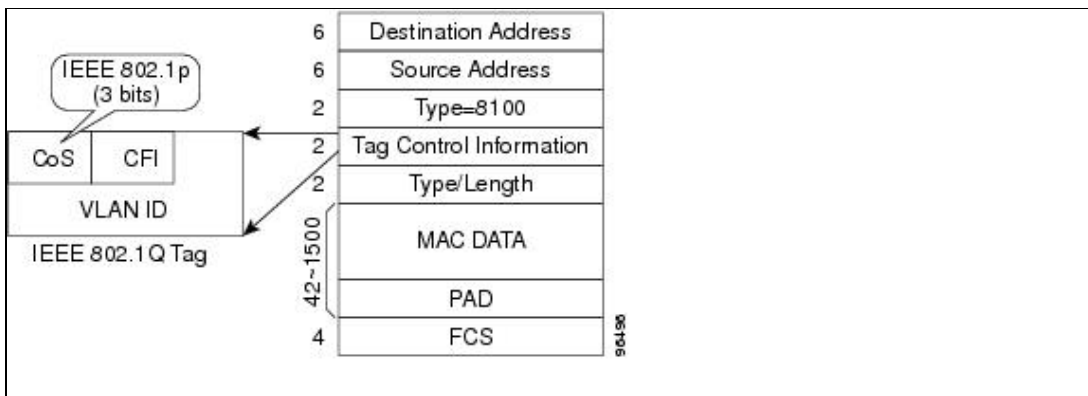 IEEE 802.1p
(3 bits)
CoS
CFI
VLAN ID
IEEE 802.1Q Tag
6 Destination Address
6 Source Address
2 Type=8100
2 Tag Control Information
2 Type/Length
42~1500
MAC DATA
PAD
4 FCS
96496